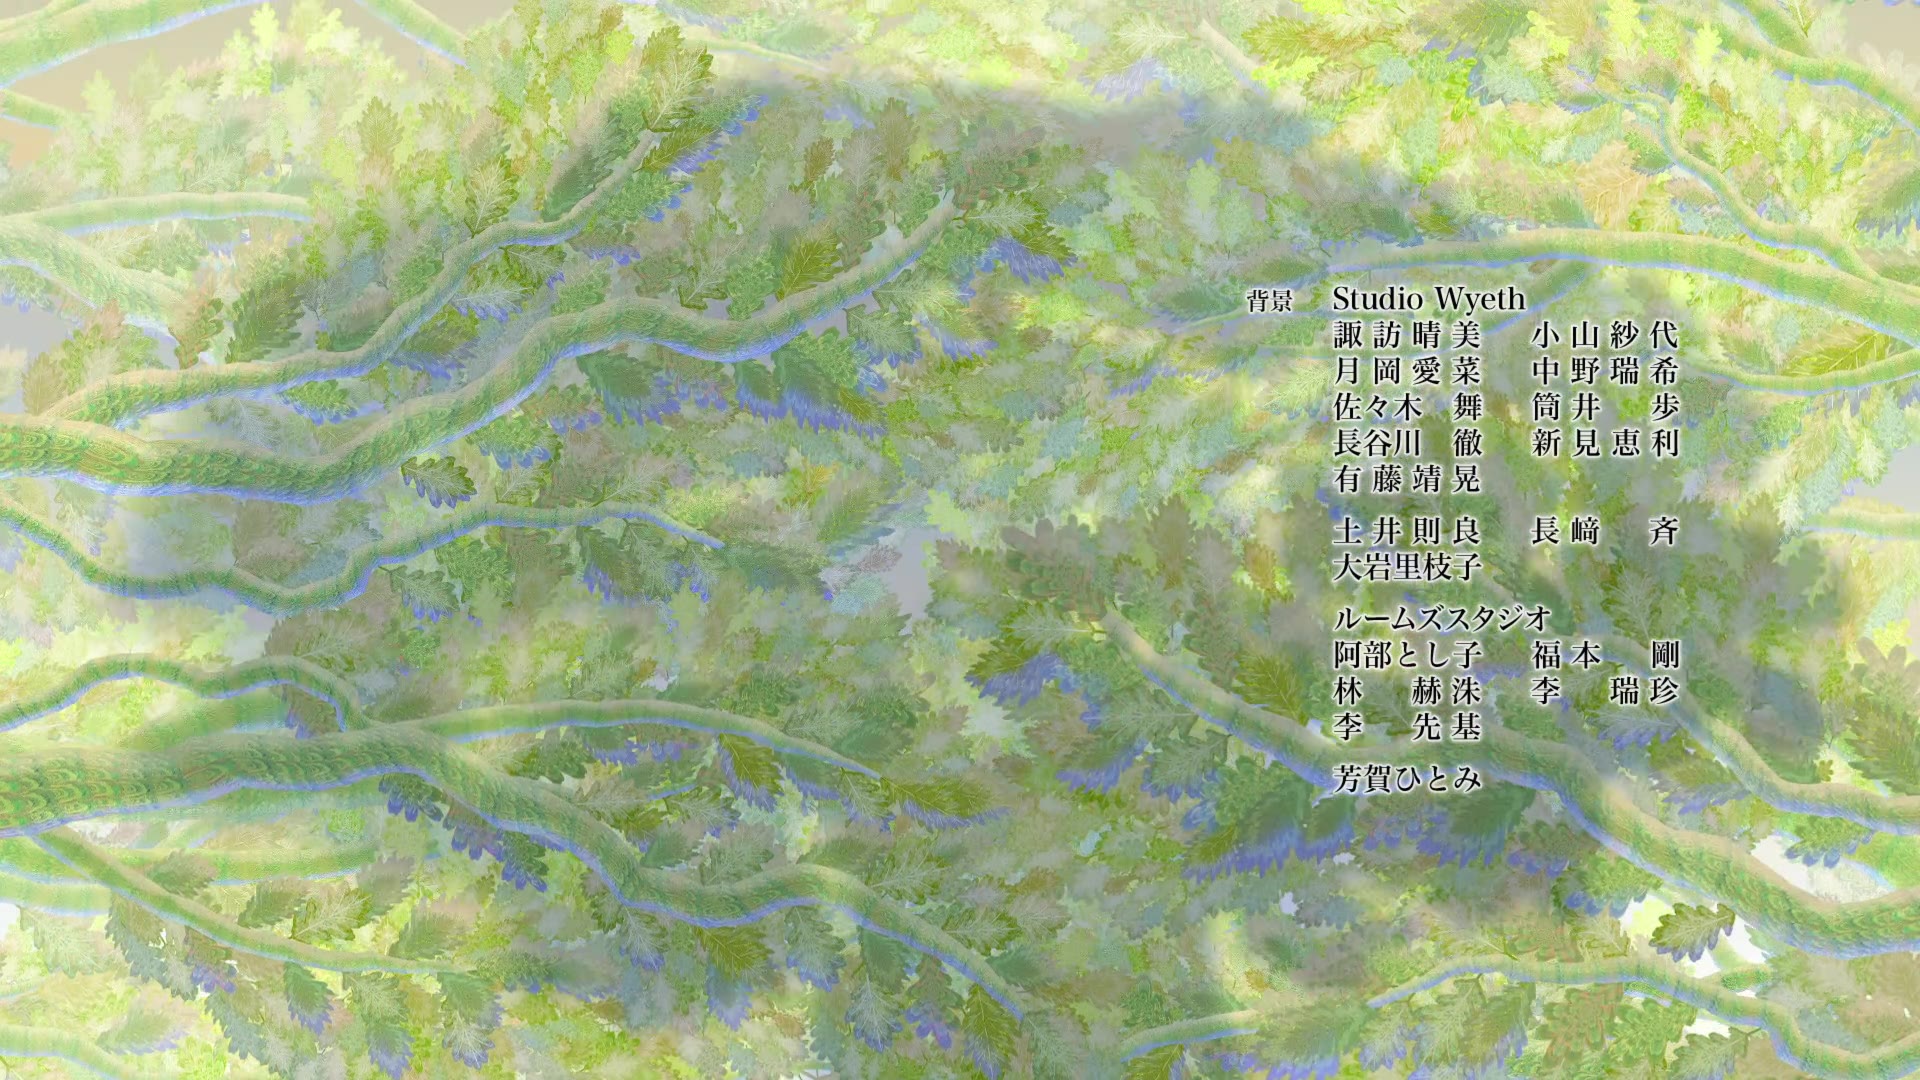 背景 Studio Wyeth
諏訪晴美 小山紗代
月岡愛菜 中野瑞希
佐々木 舞 筒井 歩
長谷川 徹 新見恵利
有藤靖晃
土井則良 長﨑 斉
大岩里枝子
ルームズスタジオ
阿部とし子 福本 剛
林 赫洙 李 瑞珍
李 先基
芳賀ひとみ